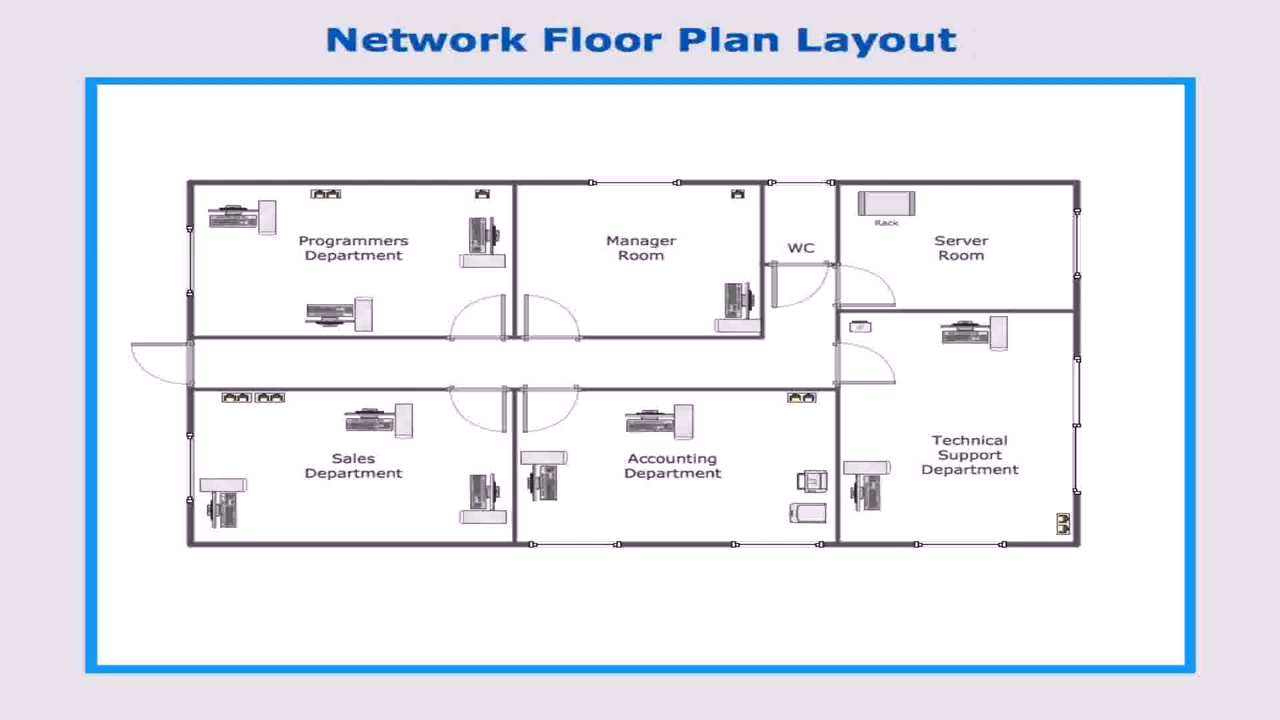 Network Floor Plan Layout
Programmers
Department
Manager
Room
WC
Rack
Server
Room
Sales
Department
Accounting
Department
Technical
Support
Department